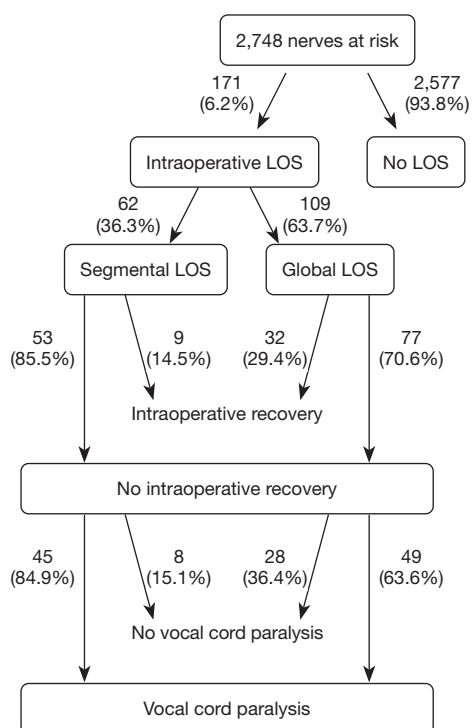 2,748 nerves at risk
171 2,577
(6.2%) (93.8%)
Intraoperative LOS No LOS
62 109
(36.3%) (63.7%)
Segmental LOS Global LOS
53 9 32 77
(85.5%) (14.5%) (29.4%) (70.6%)
Intraoperative recovery
No intraoperative recovery
45 8 28 49
(84.9%) (15.1%) (36.4%) (63.6%)
No vocal cord paralysis
Vocal cord paralysis